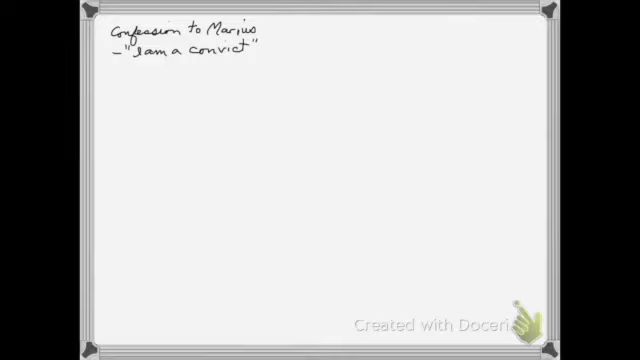 Confession to Marius
- "I am a convict"
Created with Doceri